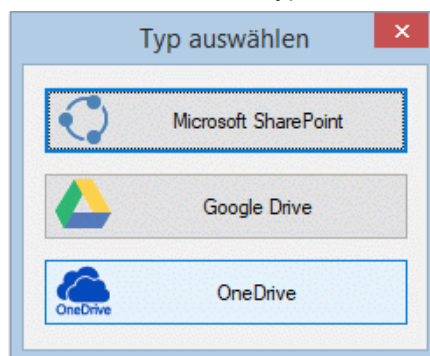 Typ auswählen
Microsoft SharePoint
Google Drive
OneDrive
OneDrive